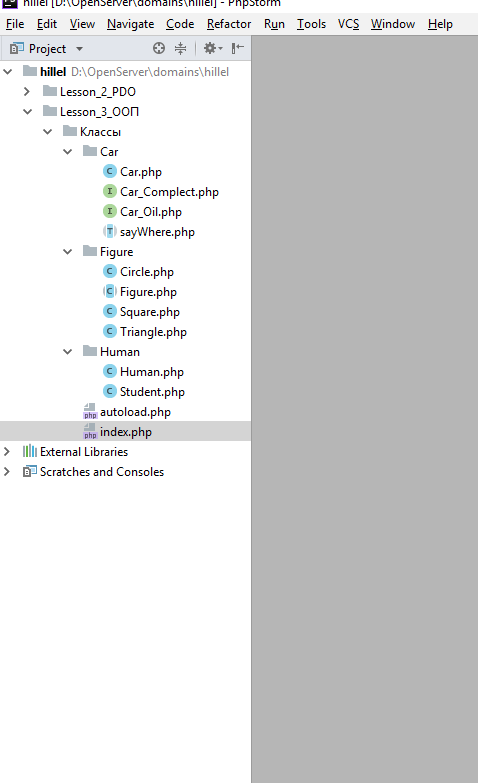 hillel [D:\OpenServer\domains\hillel] - PhpStorm
File Edit View Navigate Code Refactor Run Tools VCS Window Help
Project
hillel D:\OpenServer\domains\hillel
Lesson_2_PDO
Lesson_3_ООП
Классы
Car
C Car.php
I Car_Complect.php
I Car_Oil.php
T sayWhere.php
Figure
C Circle.php
C Figure.php
C Square.php
C Triangle.php
Human
C Human.php
C Student.php
php autoload.php
php index.php
External Libraries
Scratches and Consoles